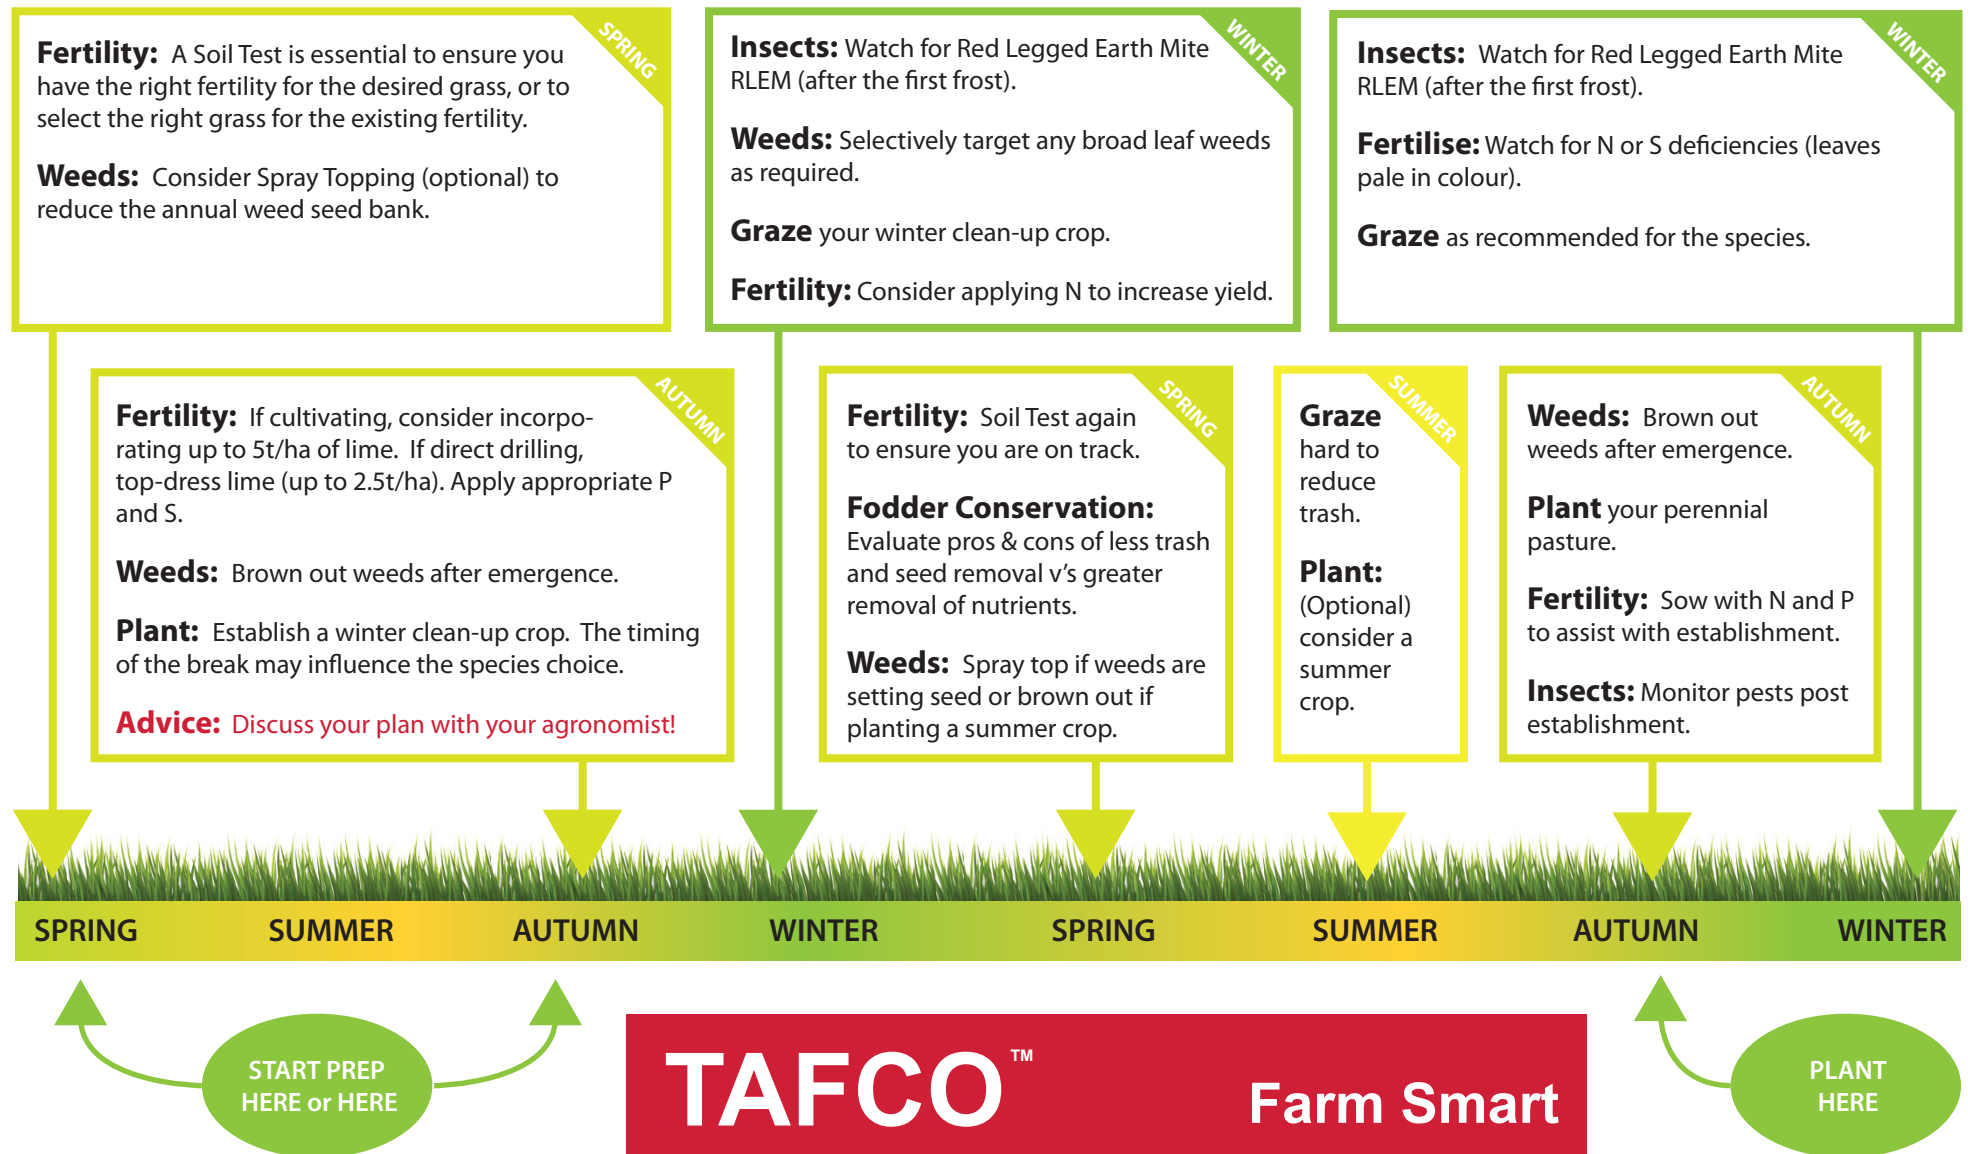 SPRING
Fertility: A Soil Test is essential to ensure you
have the right fertility for the desired grass, or to
select the right grass for the existing fertility.
Weeds: Consider Spray Topping (optional) to
reduce the annual weed seed bank.
WINTER
Insects: Watch for Red Legged Earth Mite
RLEM (after the first frost).
Weeds: Selectively target any broad leaf weeds
as required.
Graze your winter clean-up crop.
Fertility: Consider applying N to increase yield.
WINTER
Insects: Watch for Red Legged Earth Mite
RLEM (after the first frost).
Fertilise: Watch for N or S deficiencies (leaves
pale in colour).
Graze as recommended for the species.
AUTUMN
Fertility: If cultivating, consider incorpo-
rating up to 5t/ha of lime. If direct drilling,
top-dress lime (up to 2.5t/ha). Apply appropriate P
and S.
Weeds: Brown out weeds after emergence.
Plant: Establish a winter clean-up crop. The timing
of the break may influence the species choice.
Advice: Discuss your plan with your agronomist!
SPRING
Fertility: Soil Test again
to ensure you are on track.
Fodder Conservation:
Evaluate pros & cons of less trash
and seed removal v's greater
removal of nutrients.
Weeds: Spray top if weeds are
setting seed or brown out if
planting a summer crop.
SUMMER
Graze
hard to
reduce
trash.
Plant:
(Optional)
consider a
summer
crop.
AUTUMN
Weeds: Brown out
weeds after emergence.
Plant your perennial
pasture.
Fertility: Sow with N and P
to assist with establishment.
Insects: Monitor pests post
establishment.
SPRING SUMMER AUTUMN WINTER SPRING SUMMER AUTUMN WINTER
START PREP
HERE or HERE
TAFCO™ Farm Smart
PLANT
HERE